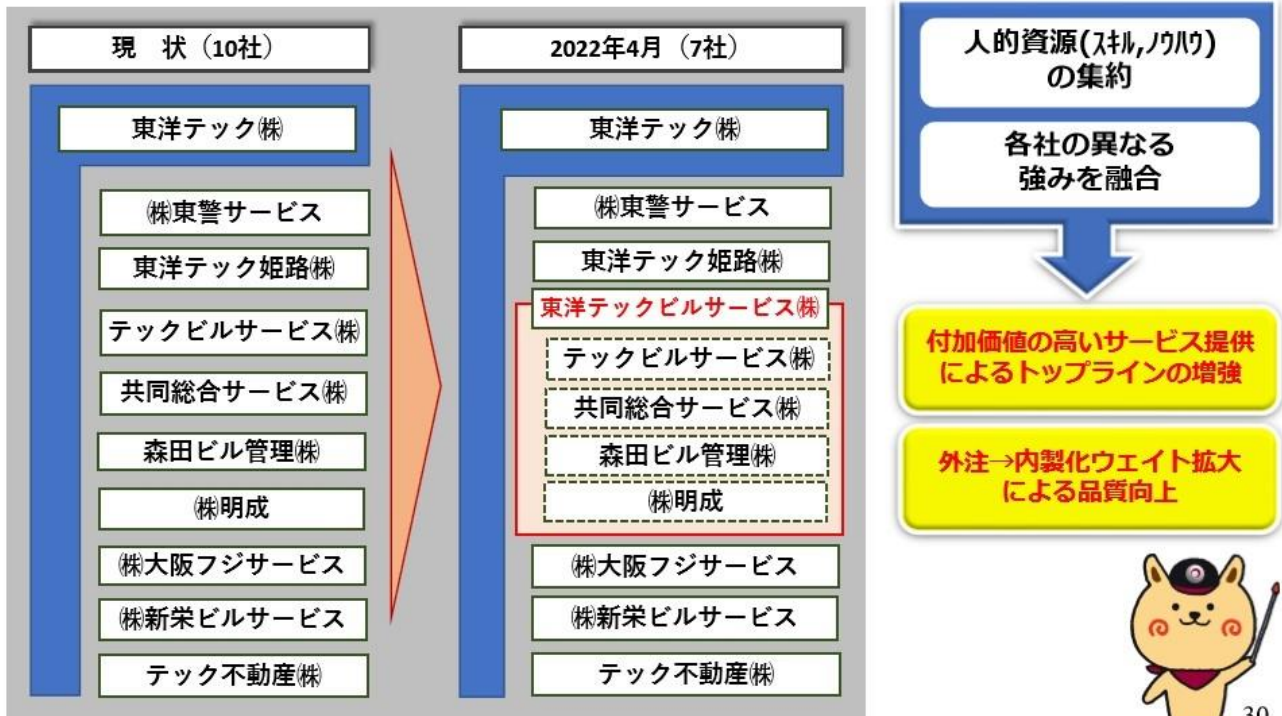 現 状（10社）
東洋テック㈱
㈱東警サービス
東洋テック姫路㈱
テックビルサービス㈱
共同総合サービス㈱
森田ビル管理㈱
㈱明成
㈱大阪フジサービス
㈱新栄ビルサービス
テック不動産㈱
2022年4月（7社）
東洋テック㈱
㈱東警サービス
東洋テック姫路㈱
東洋テックビルサービス㈱
テックビルサービス㈱
共同総合サービス㈱
森田ビル管理㈱
㈱明成
㈱大阪フジサービス
㈱新栄ビルサービス
テック不動産㈱
人的資源(ｽｷﾙ,ﾉｳﾊｳ)
の集約
各社の異なる
強みを融合
付加価値の高いサービス提供
によるトップラインの増強
外注→内製化ウェイト拡大
による品質向上
30